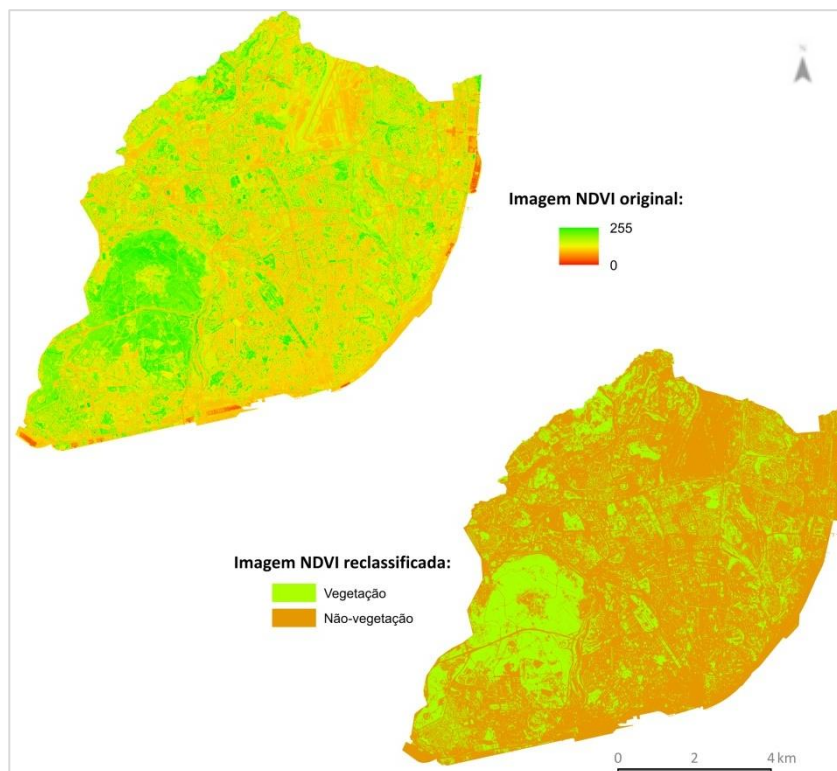 N
Imagem NDVI original:
255
0
Imagem NDVI reclassificada:
Vegetação
Não-vegetação
0 2 4 km